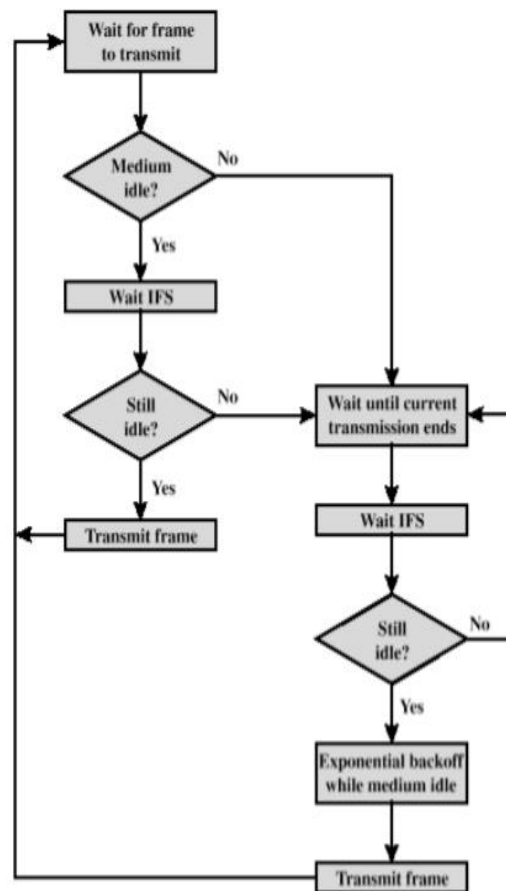 Wait for frame
to transmit
Medium
idle?
No
Yes
Wait IFS
Still
idle?
No
Yes
Transmit frame
Wait until current
transmission ends
Wait IFS
Still
idle?
No
Yes
Exponential backoff
while medium idle
Transmit frame